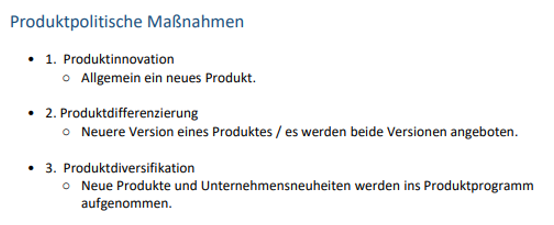 Produktpolitische Maßnahmen
• 1. Produktinnovation
o Allgemein ein neues Produkt.
• 2. Produktdifferenzierung
o Neuere Version eines Produktes / es werden beide Versionen angeboten.
• 3. Produktdiversifikation
o Neue Produkte und Unternehmensneuheiten werden ins Produktprogramm
aufgenommen.